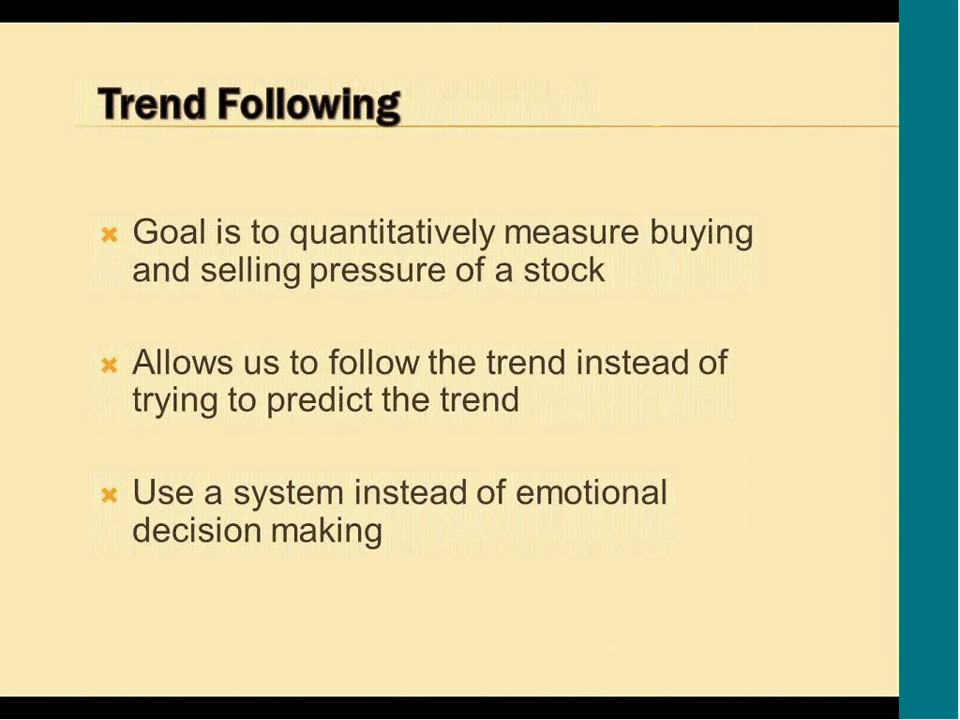 Trend Following
Goal is to quantitatively measure buying
and selling pressure of a stock
Allows us to follow the trend instead of
trying to predict the trend
Use a system instead of emotional
decision making